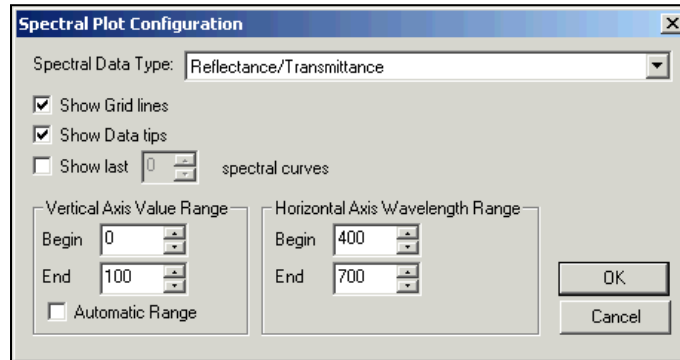 Spectral Plot Configuration
Spectral Data Type: Reflectance/Transmittance
Show Grid lines
Show Data tips
Show last 0 spectral curves
Vertical Axis Value Range
Begin 0
End 100
Automatic Range
Horizontal Axis Wavelength Range
Begin 400
End 700
OK
Cancel